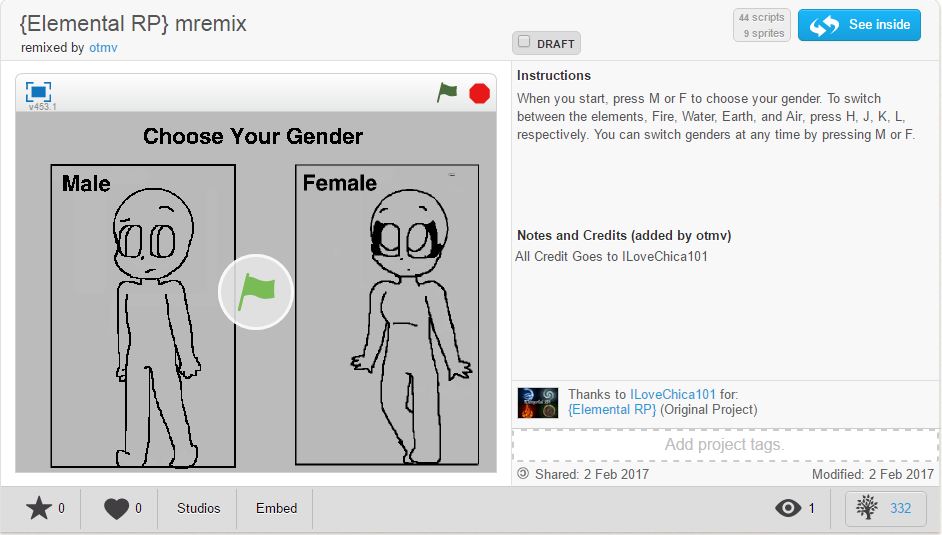 {Elemental RP} mremix
remixed by otmv
DRAFT
44 scripts
9 sprites
See inside
v453.1
Choose Your Gender
Male
Female
Instructions
When you start, press M or F to choose your gender. To switch
between the elements, Fire, Water, Earth, and Air, press H, J, K, L,
respectively. You can switch genders at any time by pressing M or F.
Notes and Credits (added by otmv)
All Credit Goes to ILoveChica101
Thanks to ILoveChica101 for:
{Elemental RP} (Original Project)
Add project tags.
Shared: 2 Feb 2017
Modified: 2 Feb 2017
0
0
Studios
Embed
1
332